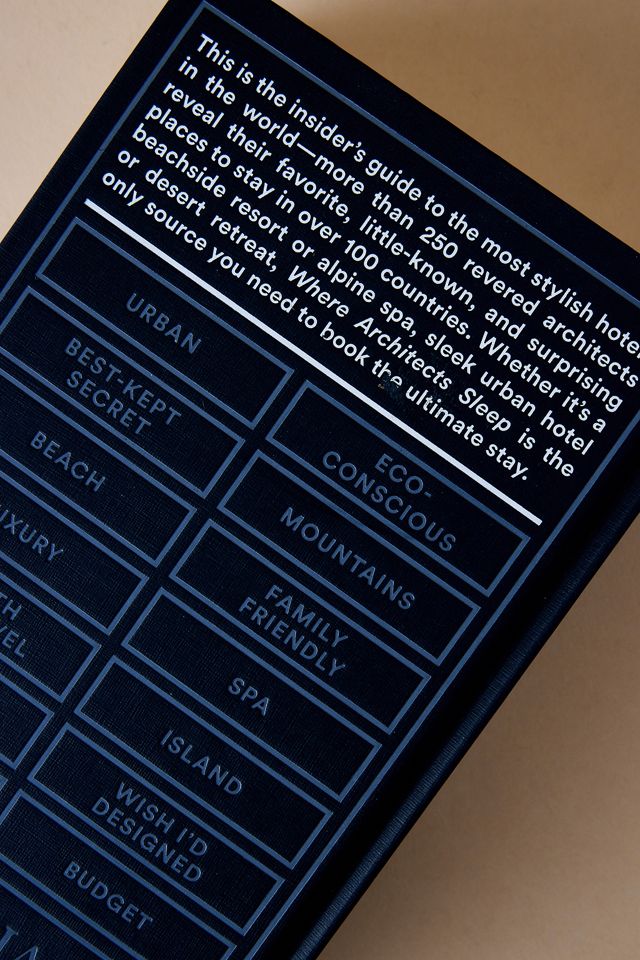 This is the insider's guide to the most stylish hote
in the world—more than 250 revered architects
reveal their favorite, little-known, and surprising
places to stay in over 100 countries. Whether it's a
beachside resort or alpine spa, sleek urban hotel
or desert retreat, Where Architects Sleep is the
only source you need to book the ultimate stay.
URBAN
BEST-KEPT
SECRET
BEACH
UXURY
TH
VEL
ECO-
CONSCIOUS
MOUNTAINS
FAMILY
FRIENDLY
SPA
ISLAND
WISH I'D
DESIGNED
BUDGET